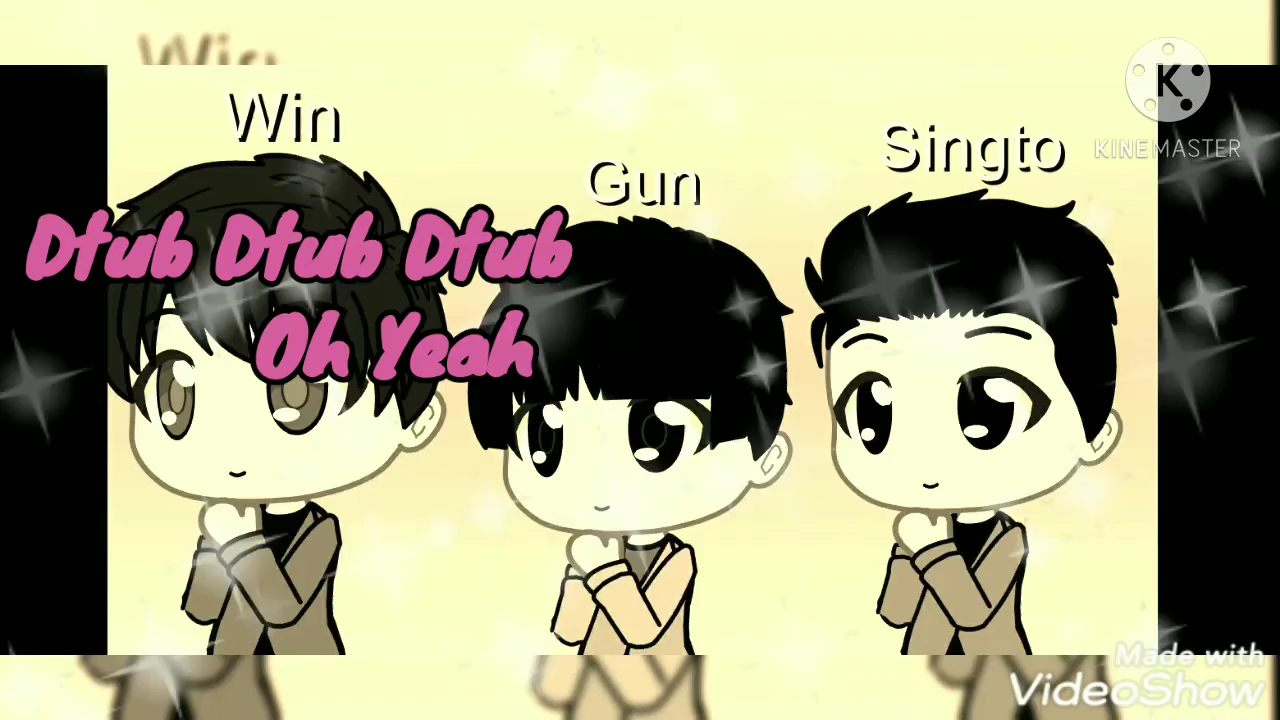 Win
Gun
Singto
K
KINEMASTER
Dtub Dtub Dtub
Oh Yeah
Made with
VideoShow